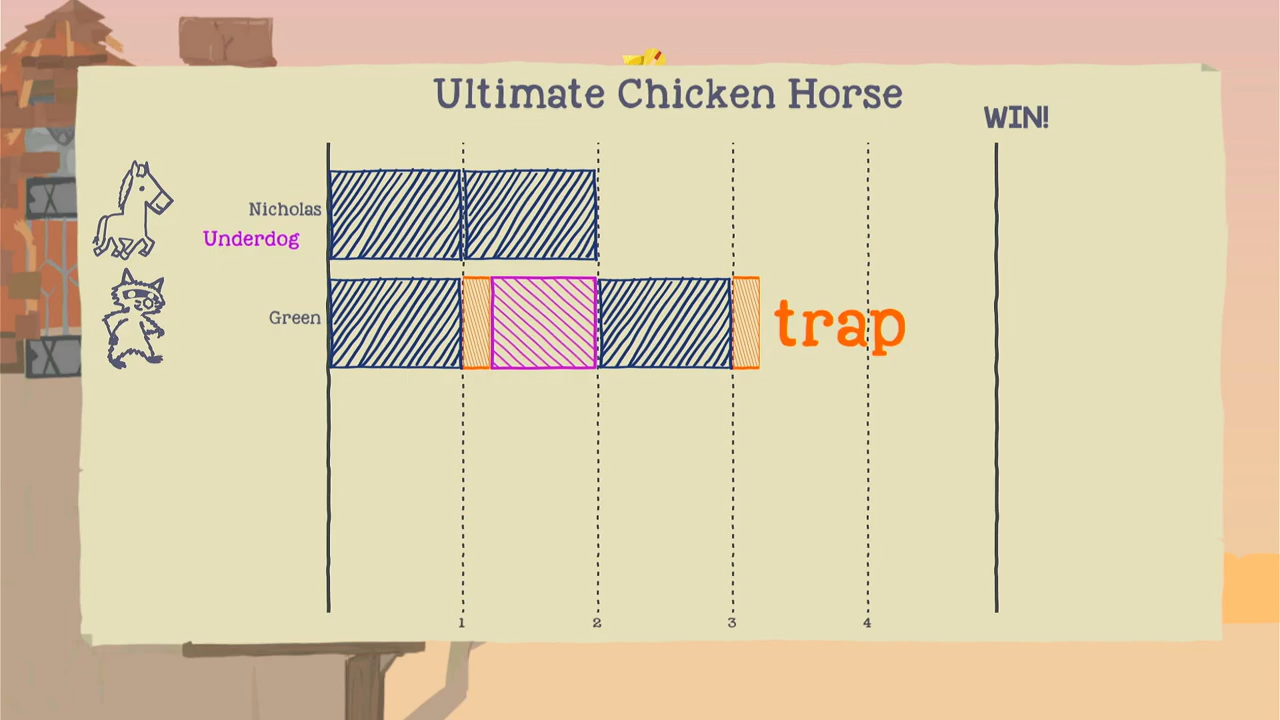 Ultimate Chicken Horse
WIN!
Nicholas
Underdog
Green
trap
1 2 3 4